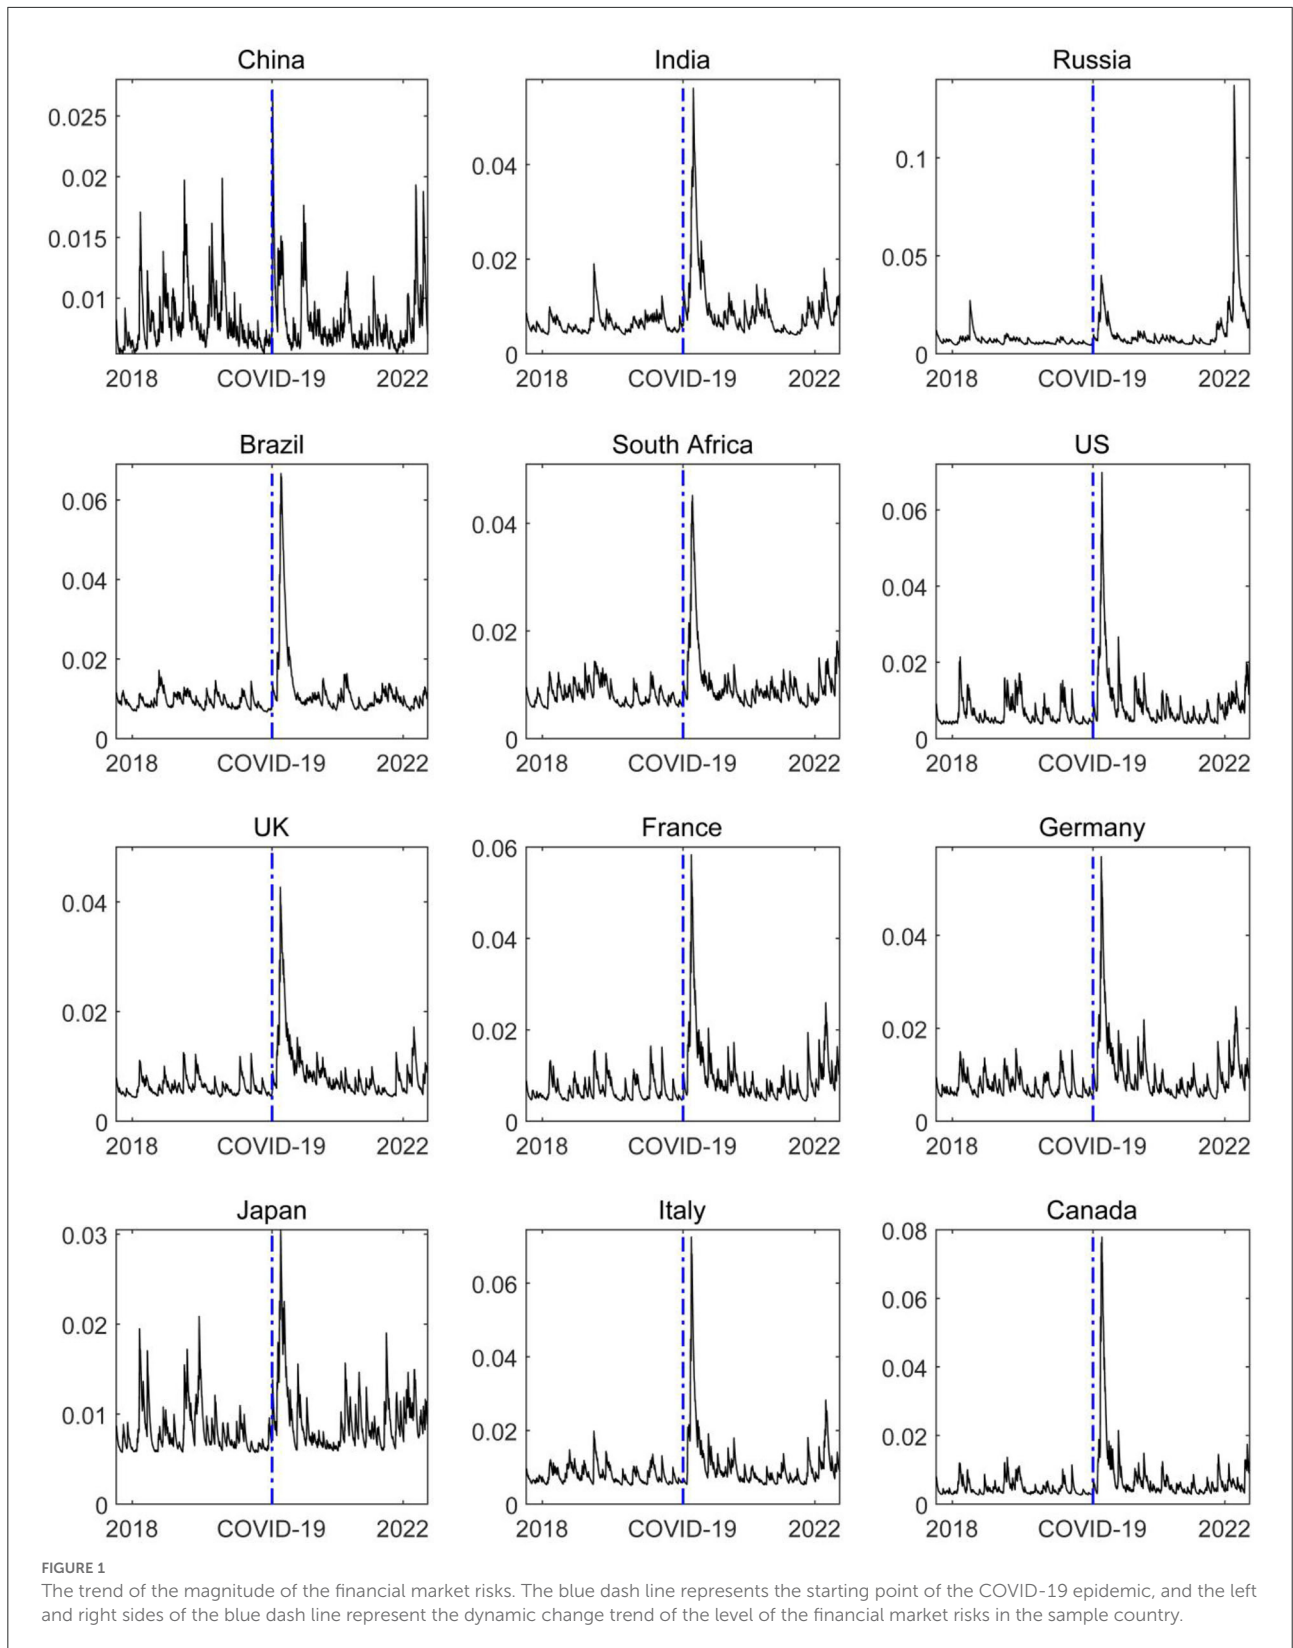 China
India
Russia
0.025
0.02
0.015
0.01
2018
COVID-19
2022
0.04
0.02
0
2018
COVID-19
2022
0.1
0.05
0
2018
COVID-19
2022
Brazil
South Africa
US
0.06
0.04
0.02
0
2018
COVID-19
2022
0.04
0.02
0
2018
COVID-19
2022
0.06
0.04
0.02
0
2018
COVID-19
2022
UK
France
Germany
0.04
0.02
0
2018
COVID-19
2022
0.06
0.04
0.02
0
2018
COVID-19
2022
0.04
0.02
0
2018
COVID-19
2022
Japan
Italy
Canada
0.03
0.02
0.01
0
2018
COVID-19
2022
0.06
0.04
0.02
0
2018
COVID-19
2022
0.08
0.06
0.04
0.02
0
2018
COVID-19
2022
FIGURE 1
The trend of the magnitude of the financial market risks. The blue dash line represents the starting point of the COVID-19 epidemic, and the left
and right sides of the blue dash line represent the dynamic change trend of the level of the financial market risks in the sample country.